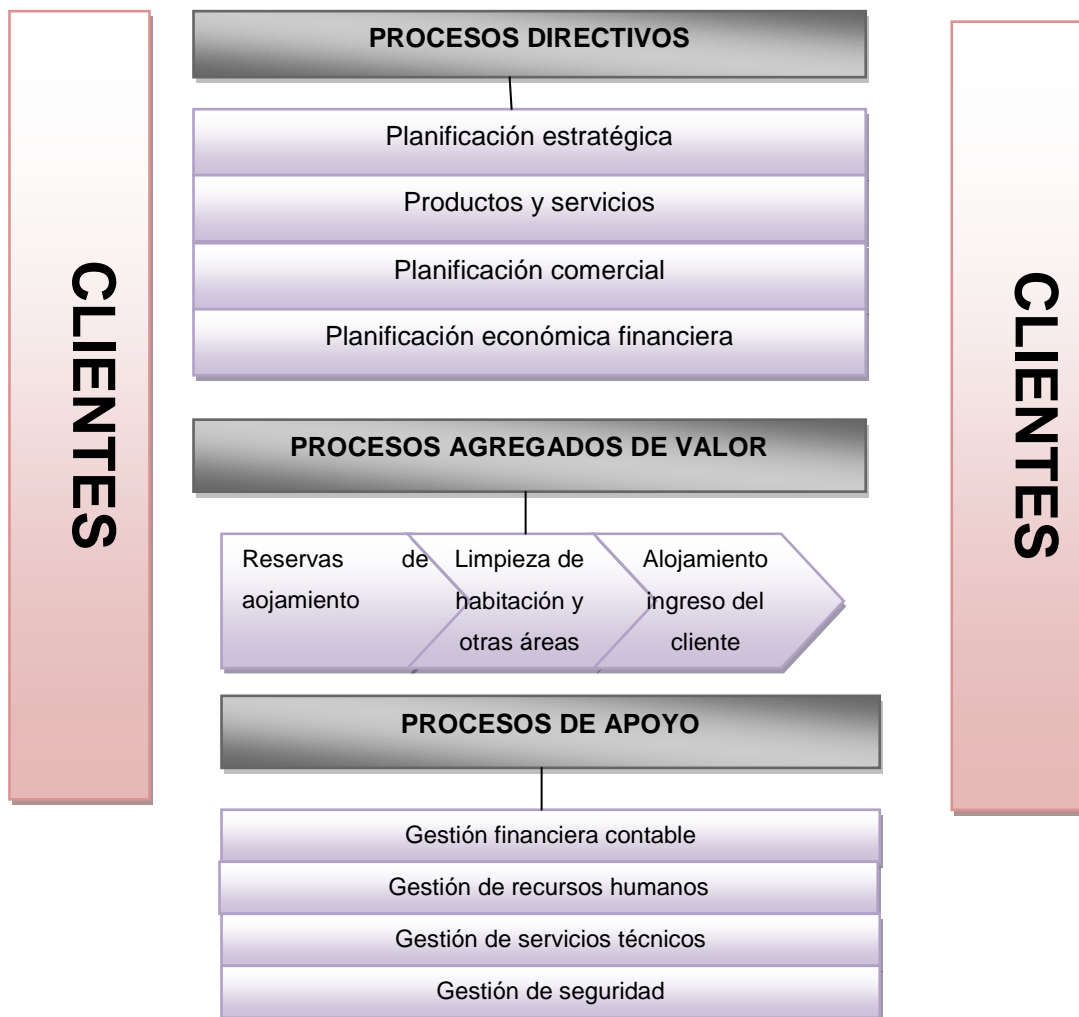 CLIENTES
PROCESOS DIRECTIVOS
Planificación estratégica
Productos y servicios
Planificación comercial
Planificación económica financiera
PROCESOS AGREGADOS DE VALOR
Reservas de
aojamiento
Limpieza de
habitación y
otras áreas
Alojamiento
ingreso del
cliente
PROCESOS DE APOYO
Gestión financiera contable
Gestión de recursos humanos
Gestión de servicios técnicos
Gestión de seguridad
CLIENTES